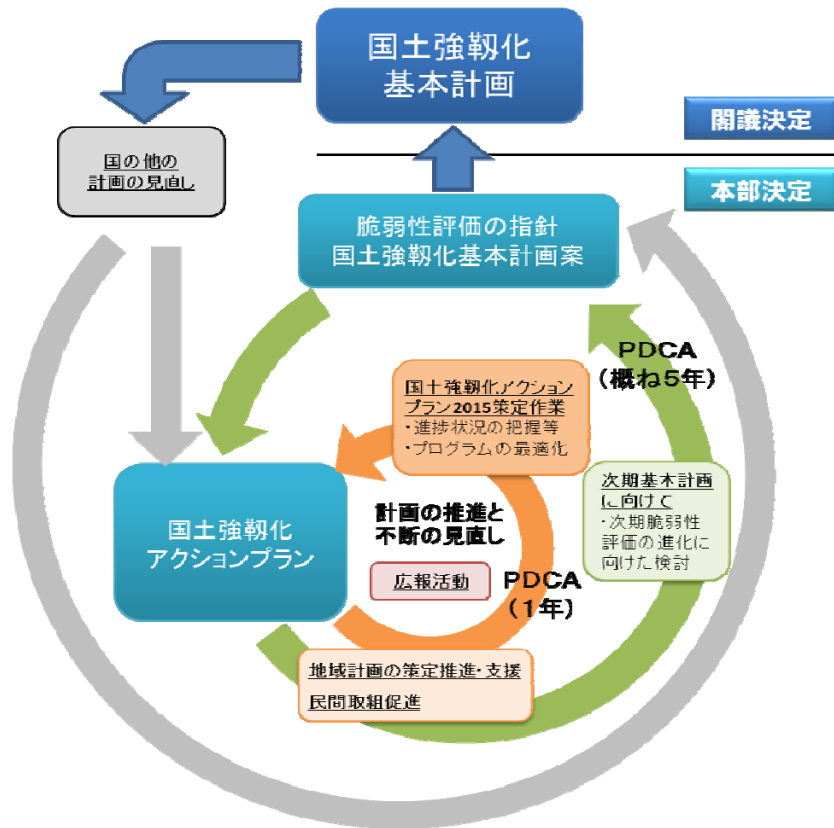 国土強靱化
基本計画
閣議決定
国の他の
計画の見直し
本部決定
脆弱性評価の指針
国土強靱化基本計画案
PDCA
（概ね５年）
国土強靱化アクション
プラン2015策定作業
・進捗状況の把握等
・プログラムの最適化
国土強靱化
アクションプラン
計画の推進と
不断の見直し
広報活動
PDCA
（１年）
次期基本計画
に向けて
・次期脆弱性
評価の進化に
向けた検討
地域計画の策定推進・支援
民間取組促進